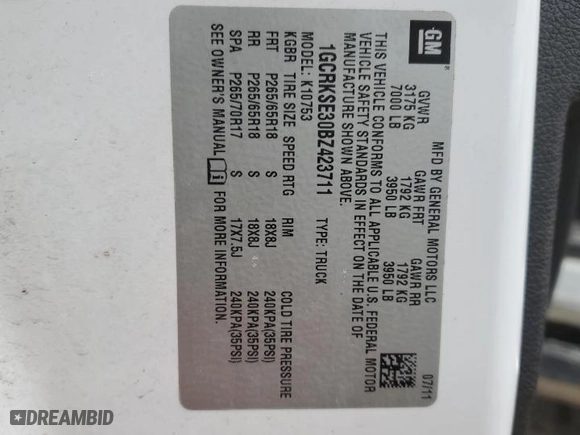 GM
MFD BY GENERAL MOTORS LLC 07/11
GVWR GAWR FRT GAWR RR
3175 KG 1792 KG 1792 KG
7000 LB 3950 LB 3950 LB
THIS VEHICLE CONFORMS TO ALL APPLICABLE U.S. FEDERAL MOTOR
VEHICLE SAFETY STANDARDS IN EFFECT ON THE DATE OF
MANUFACTURE SHOWN ABOVE.
1GCRKSE30BZ423711 TYPE: TRUCK
MODEL: K10753
KGBR TIRE SIZE SPEED RTG RIM COLD TIRE PRESSURE
FRT P265/65R18 S 18X8J 240KPA(35PSI)
RR P265/65R18 S 18X8J 240KPA(35PSI)
SPA P265/70R17 S 17X7.5J 240KPA(35PSI)
SEE OWNER'S MANUAL FOR MORE INFORMATION.
DREAMBID